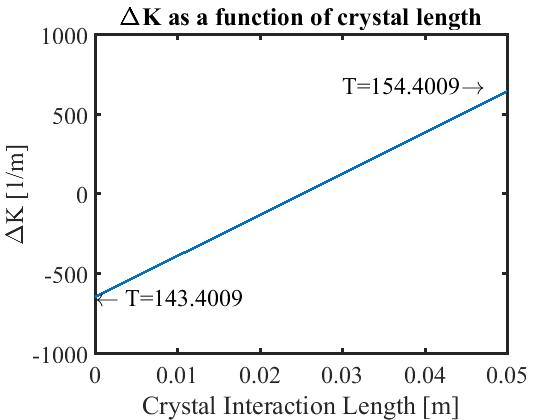 ΔK as a function of crystal length
1000
T=154.4009→
500
0
ΔK [1/m]
-500
← T=143.4009
-1000
0 0.01 0.02 0.03 0.04 0.05
Crystal Interaction Length [m]